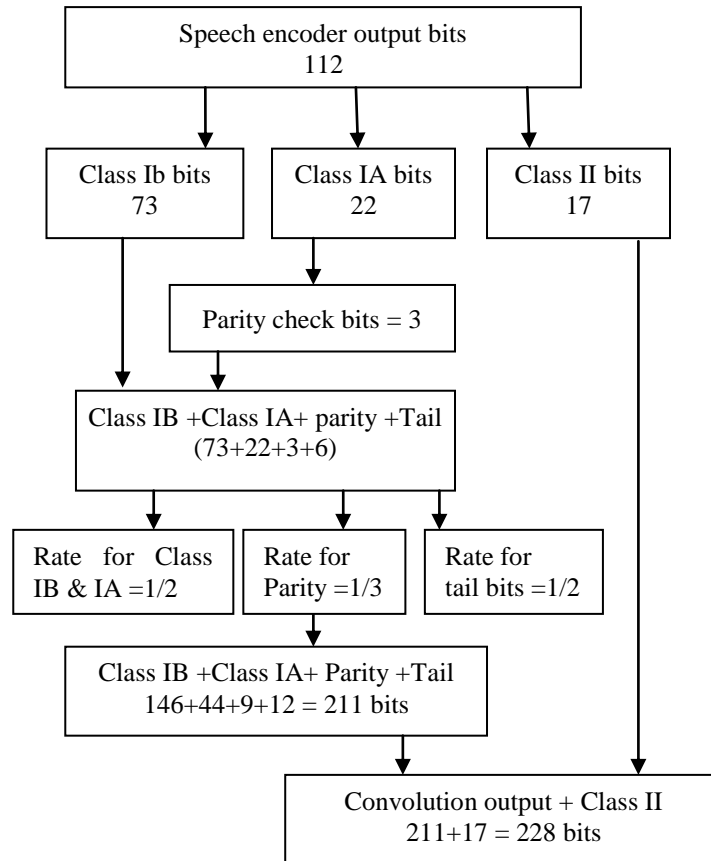 Speech encoder output bits
112
Class Ib bits
73
Class IA bits
22
Class II bits
17
Parity check bits = 3
Class IB +Class IA+ parity +Tail
(73+22+3+6)
Rate for Class
IB & IA =1/2
Rate for
Parity =1/3
Rate for
tail bits =1/2
Class IB +Class IA+ Parity +Tail
146+44+9+12 = 211 bits
Convolution output + Class II
211+17 = 228 bits